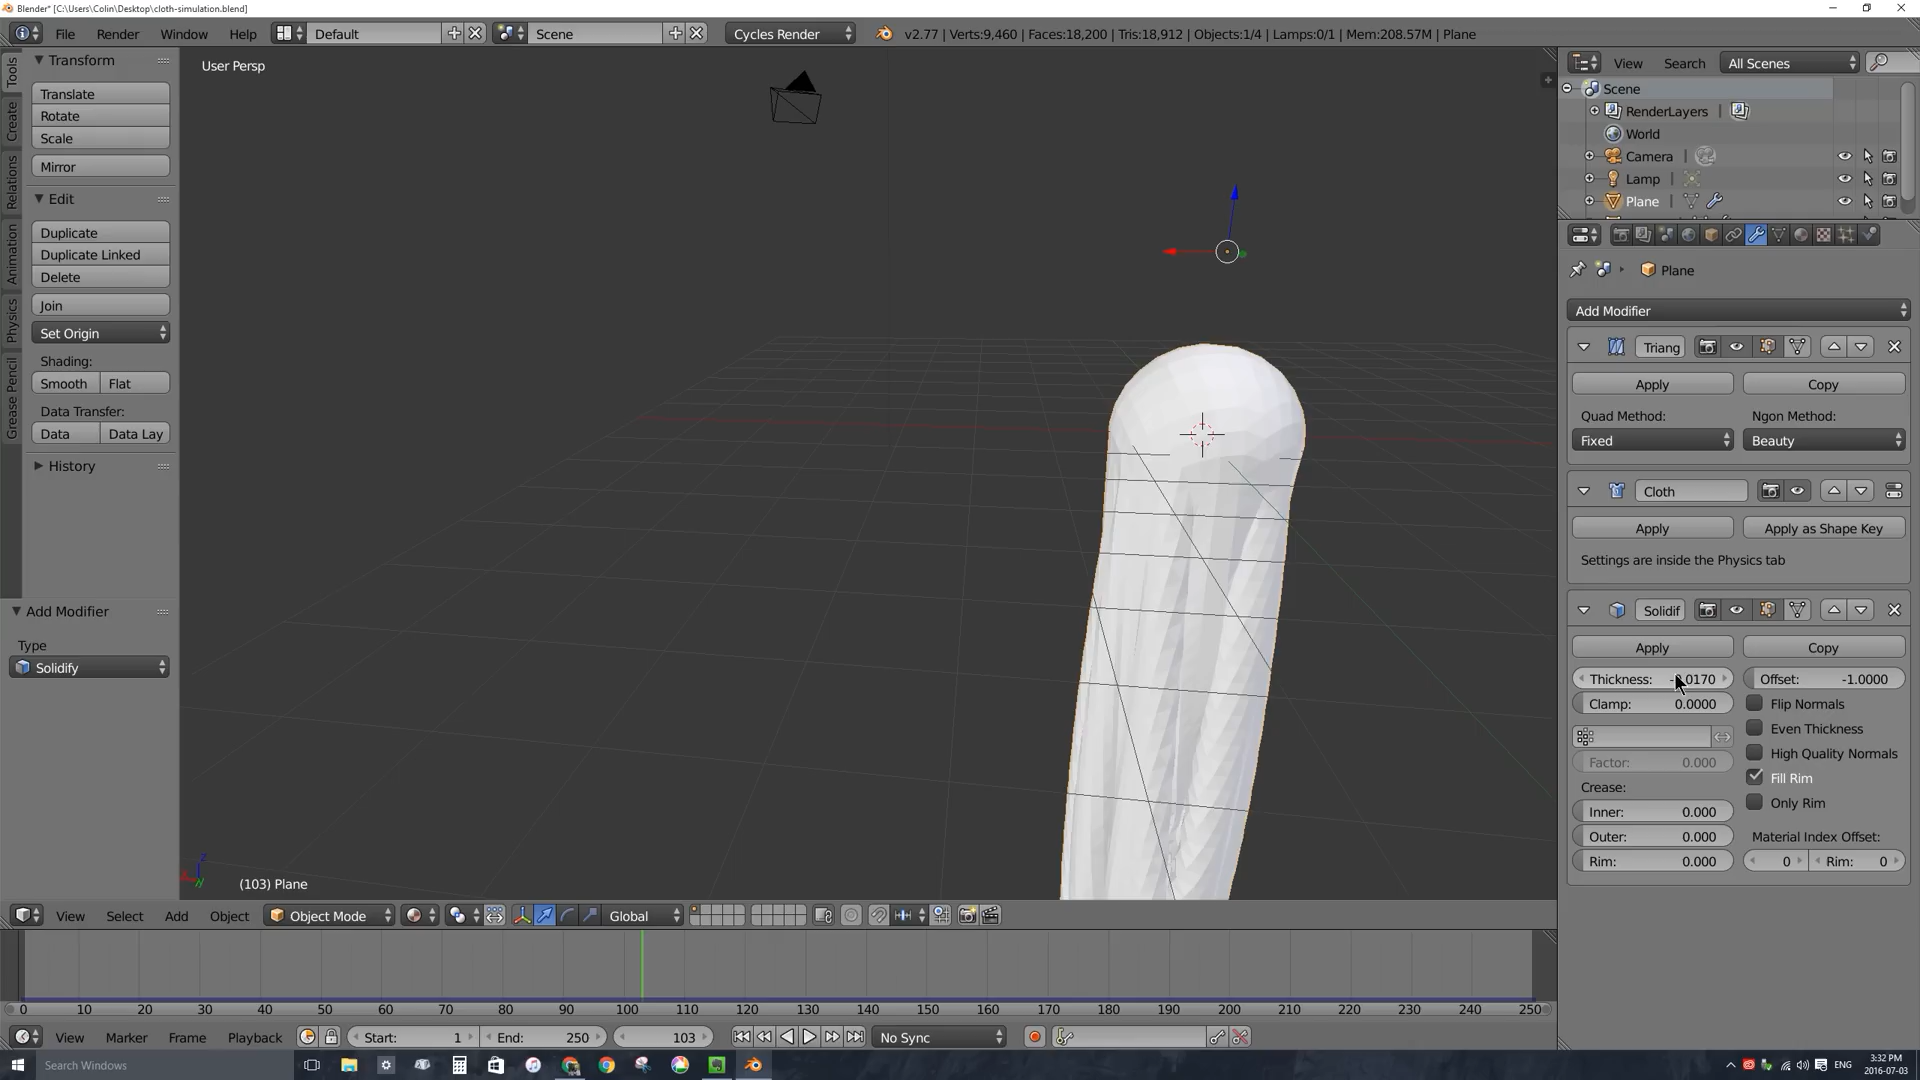 Blender* [C:\Users\Colin\Desktop\cloth-simulation.blend]
File Render Window Help Default Scene Cycles Render v2.77 | Verts:9,460 | Faces:18,200 | Tris:18,912 | Objects:1/4 | Lamps:0/1 | Mem:208.57M | Plane
Tools
Create
Relations
Animation
Physics
Grease Pencil
Transform
Translate
Rotate
Scale
Mirror
Edit
Duplicate
Duplicate Linked
Delete
Join
Set Origin
Shading:
Smooth Flat
Data Transfer:
Data Data Lay
History
Add Modifier
Type
Solidify
User Persp
(103) Plane
View Search All Scenes
Scene
RenderLayers
World
Camera
Lamp
Plane
Plane
Add Modifier
Triang
Apply Copy
Quad Method: Ngon Method:
Fixed Beauty
Cloth
Apply Apply as Shape Key
Settings are inside the Physics tab
Solidif
Apply Copy
Thickness: Offset: -1.0000
Clamp: 0.0000 Flip Normals
Even Thickness
High Quality Normals
Factor: 0.000
Fill Rim
Crease:
Only Rim
Inner: 0.000
Outer: 0.000 Material Index Offset:
Rim: 0.000 0 Rim: 0
View Select Add Object Object Mode Global
0 10 20 30 40 50 60 70 80 90 100 110 120 130 140 150 160 170 180 190 200 210 220 230 240 250
View Marker Frame Playback Start: 1 End: 250 103 No Sync
Search Windows
ENG
3:32 PM
2016-07-03